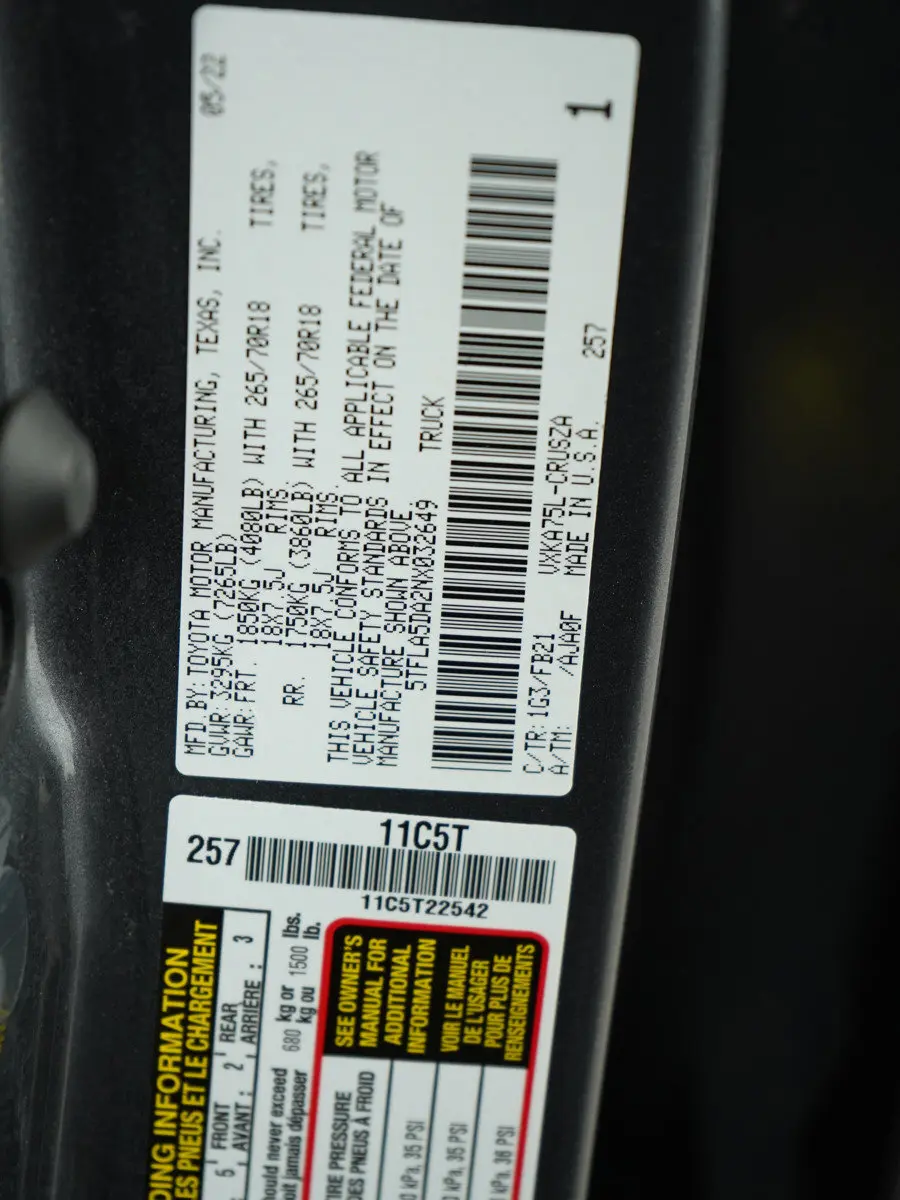 05/22
MFD.BY: TOYOTA MOTOR MANUFACTURING, TEXAS, INC.
GVWR: 3295KG (7265LB)
GAWR: FRT. 1850KG (4080LB) WITH 265/70R18 TIRES,
18X7.5J RIMS.
RR. 1750KG (3860LB) WITH 265/70R18 TIRES,
18X7.5J RIMS.
THIS VEHICLE CONFORMS TO ALL APPLICABLE FEDERAL MOTOR
VEHICLE SAFETY STANDARDS IN EFFECT ON THE DATE OF
MANUFACTURE SHOWN ABOVE.
5TFLA5DA2NX032649 TRUCK
1
C/TR: 1G3/FB21 VXKA75L-CRUSZA 257
A/TM: /AJA0F MADE IN U.S.A.
257
11C5T
11C5T22542
DING INFORMATION
ES PNEUS ET LE CHARGEMENT
5 FRONT 2 REAR 3
AVANT : ARRIÈRE :
hould never exceed 680 kg or 1500 lbs.
oit jamais dépasser kg ou lb.
SEE OWNER'S
MANUAL FOR
ADDITIONAL
INFORMATION
VOIR LE MANUEL
DE L'USAGER
POUR PLUS DE
RENSEIGNEMENTS
IRE PRESSURE
DES PNEUS À FROID
0 kPa, 35 PSI
0 kPa, 35 PSI
kPa, 36 PSI